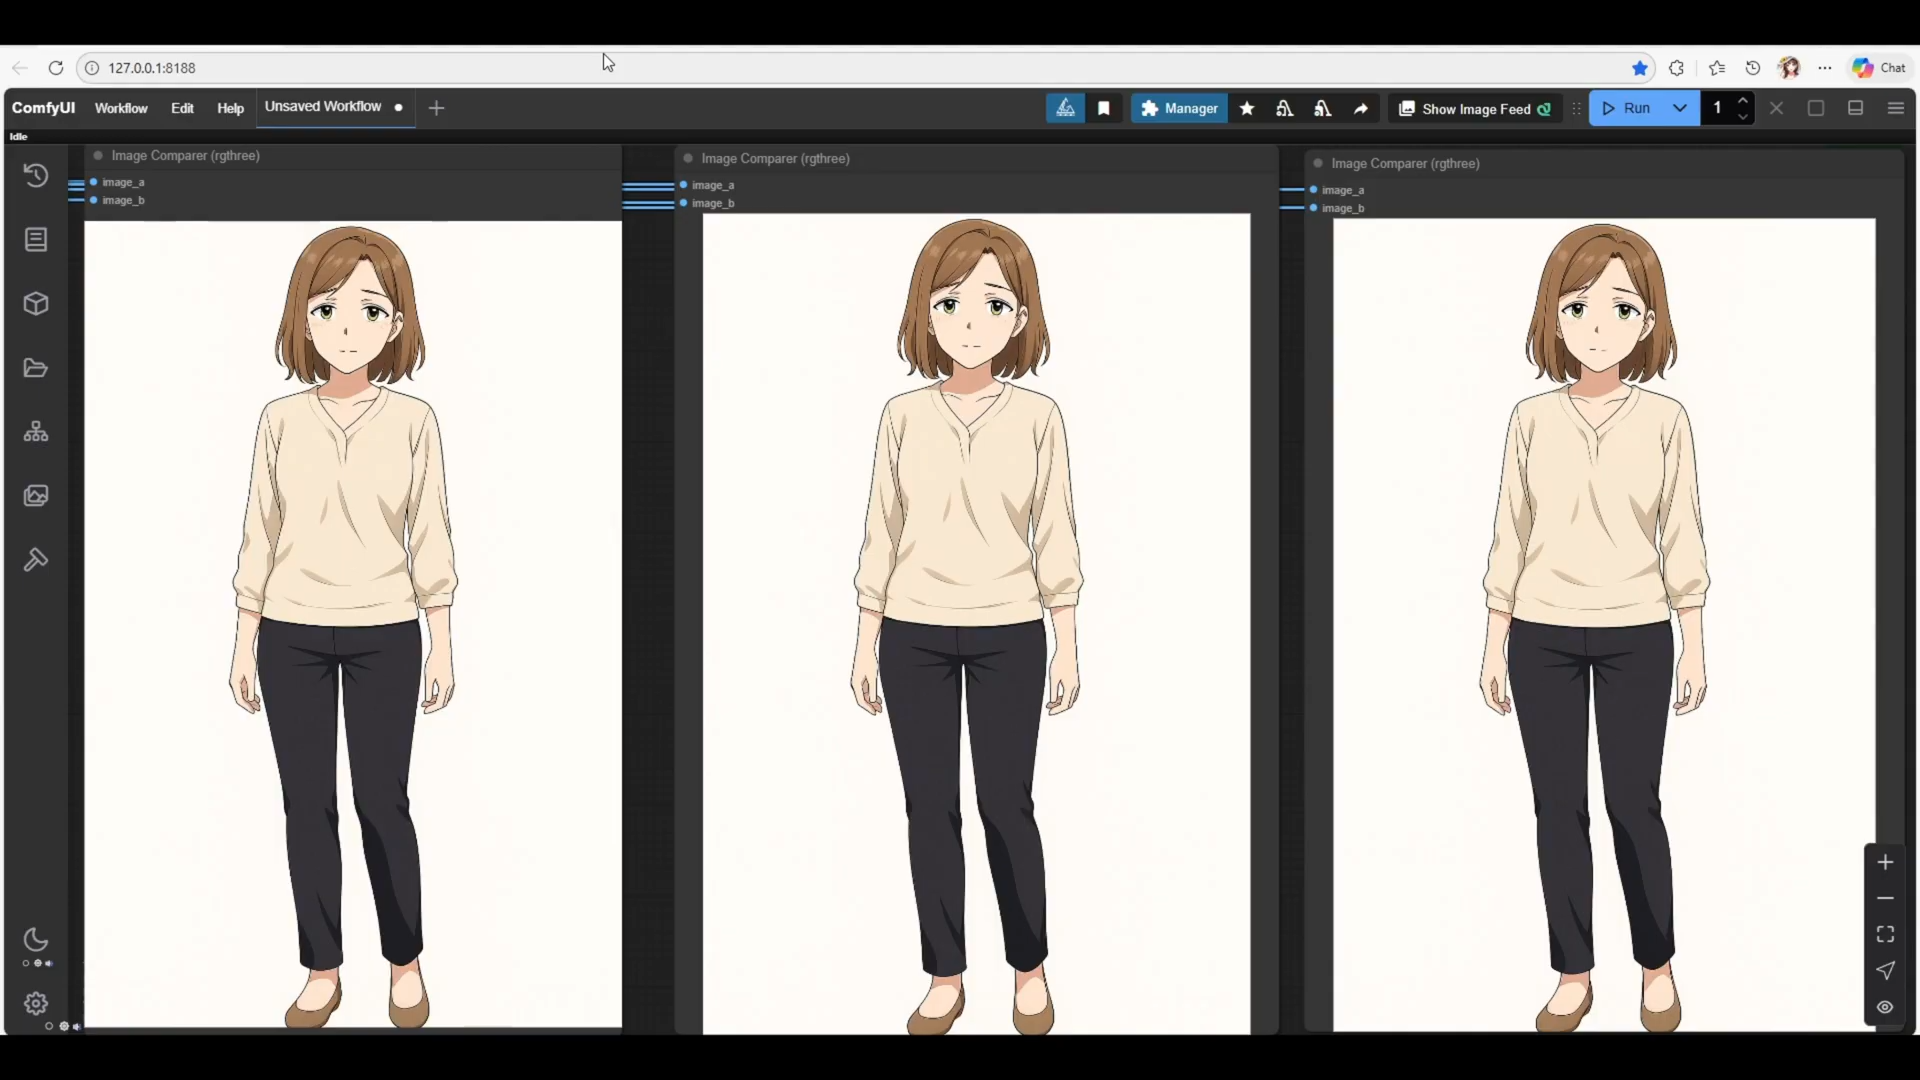 127.0.0.1:8188
Chat
ComfyUI Workflow Edit Help Unsaved Workflow
Manager Show Image Feed Run 1
Idle
Image Comparer (rgthree)
image_a
image_b
Image Comparer (rgthree)
image_a
image_b
Image Comparer (rgthree)
image_a
image_b